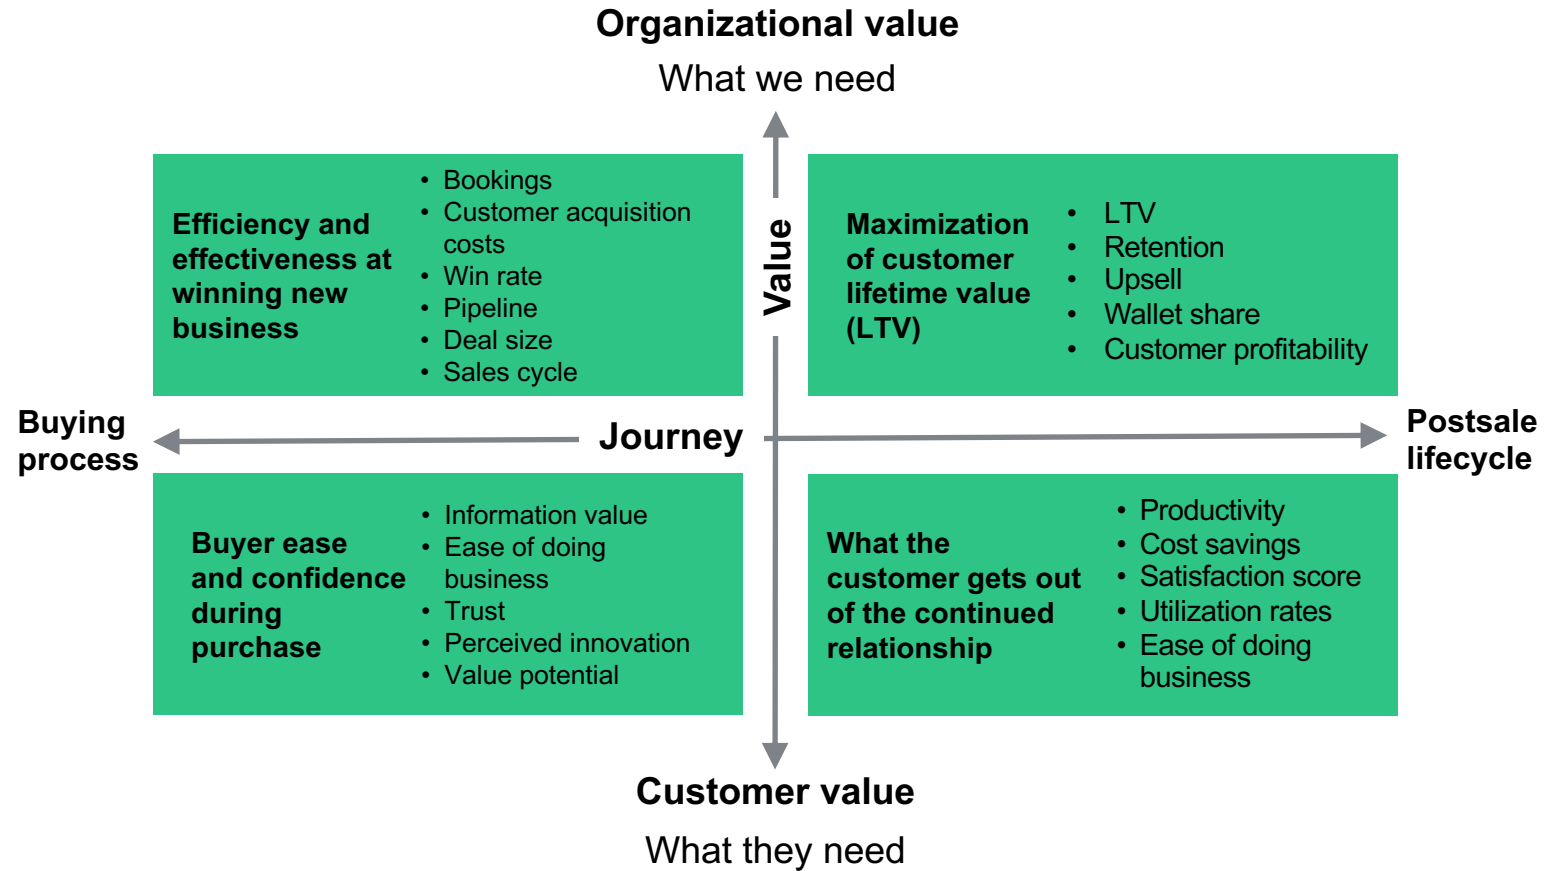 Organizational value
What we need
Efficiency and
effectiveness at
winning new
business
• Bookings
• Customer acquisition
costs
• Win rate
• Pipeline
• Deal size
• Sales cycle
Value
Maximization
of customer
lifetime value
(LTV)
• LTV
• Retention
• Upsell
• Wallet share
• Customer profitability
Buying
process
Journey
Postsale
lifecycle
Buyer ease
and confidence
during
purchase
• Information value
• Ease of doing
business
• Trust
• Perceived innovation
• Value potential
What the
customer gets out
of the continued
relationship
• Productivity
• Cost savings
• Satisfaction score
• Utilization rates
• Ease of doing
business
Customer value
What they need